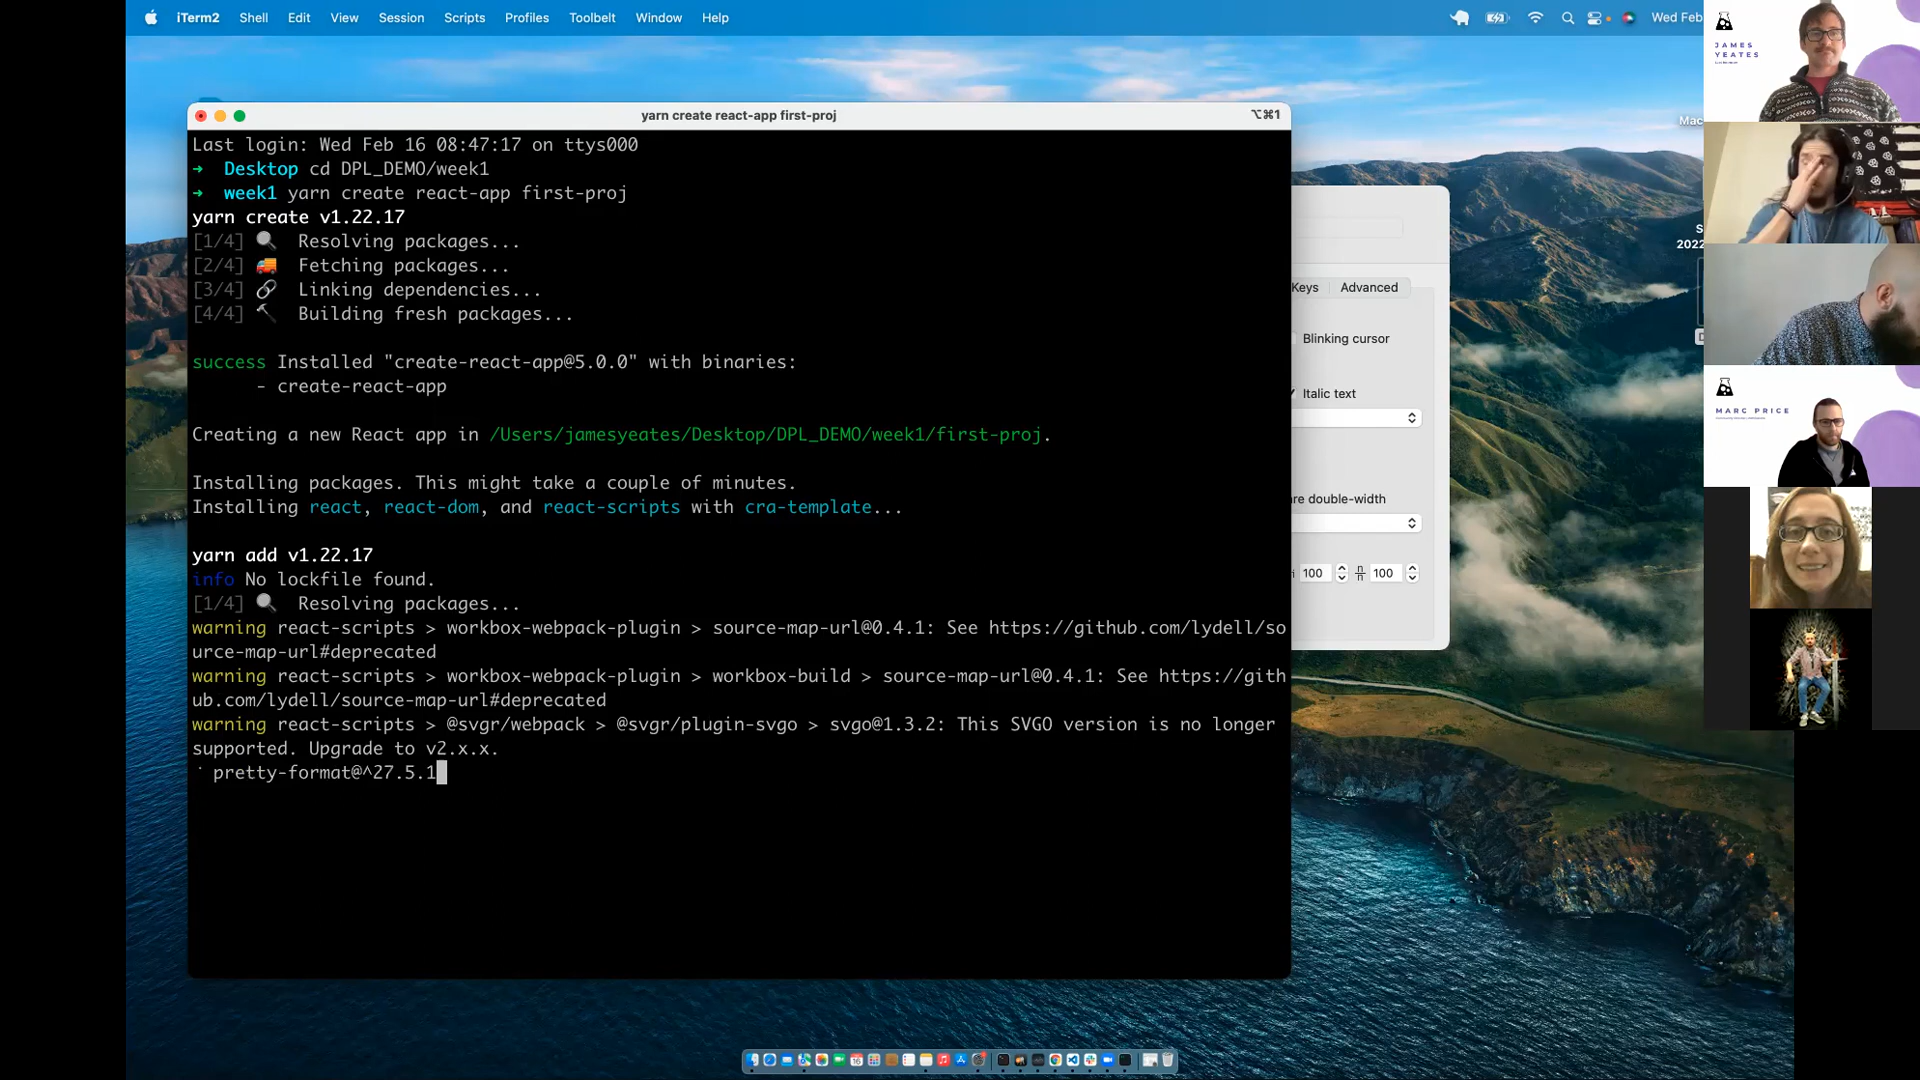 iTerm2 Shell Edit View Session Scripts Profiles Toolbelt Window Help
Wed Feb
yarn create react-app first-proj
⌥⌘1
Last login: Wed Feb 16 08:47:17 on ttys000
➜ Desktop cd DPL_DEMO/week1
➜ week1 yarn create react-app first-proj
yarn create v1.22.17
[1/4] 🔍 Resolving packages...
[2/4] 🚚 Fetching packages...
[3/4] 🔗 Linking dependencies...
[4/4] 🔨 Building fresh packages...
success Installed "create-react-app@5.0.0" with binaries:
- create-react-app
Creating a new React app in /Users/jamesyeates/Desktop/DPL_DEMO/week1/first-proj.
Installing packages. This might take a couple of minutes.
Installing react, react-dom, and react-scripts with cra-template...
yarn add v1.22.17
info No lockfile found.
[1/4] 🔍 Resolving packages...
warning react-scripts > workbox-webpack-plugin > source-map-url@0.4.1: See https://github.com/lydell/so
urce-map-url#deprecated
warning react-scripts > workbox-webpack-plugin > workbox-build > source-map-url@0.4.1: See https://gith
ub.com/lydell/source-map-url#deprecated
warning react-scripts > @svgr/webpack > @svgr/plugin-svgo > svgo@1.3.2: This SVGO version is no longer
supported. Upgrade to v2.x.x.
pretty-format@^27.5.1
Keys Advanced
Blinking cursor
Italic text
re double-width
100 100
Mac
S
2022
JAMES
YEATES
MARC PRICE